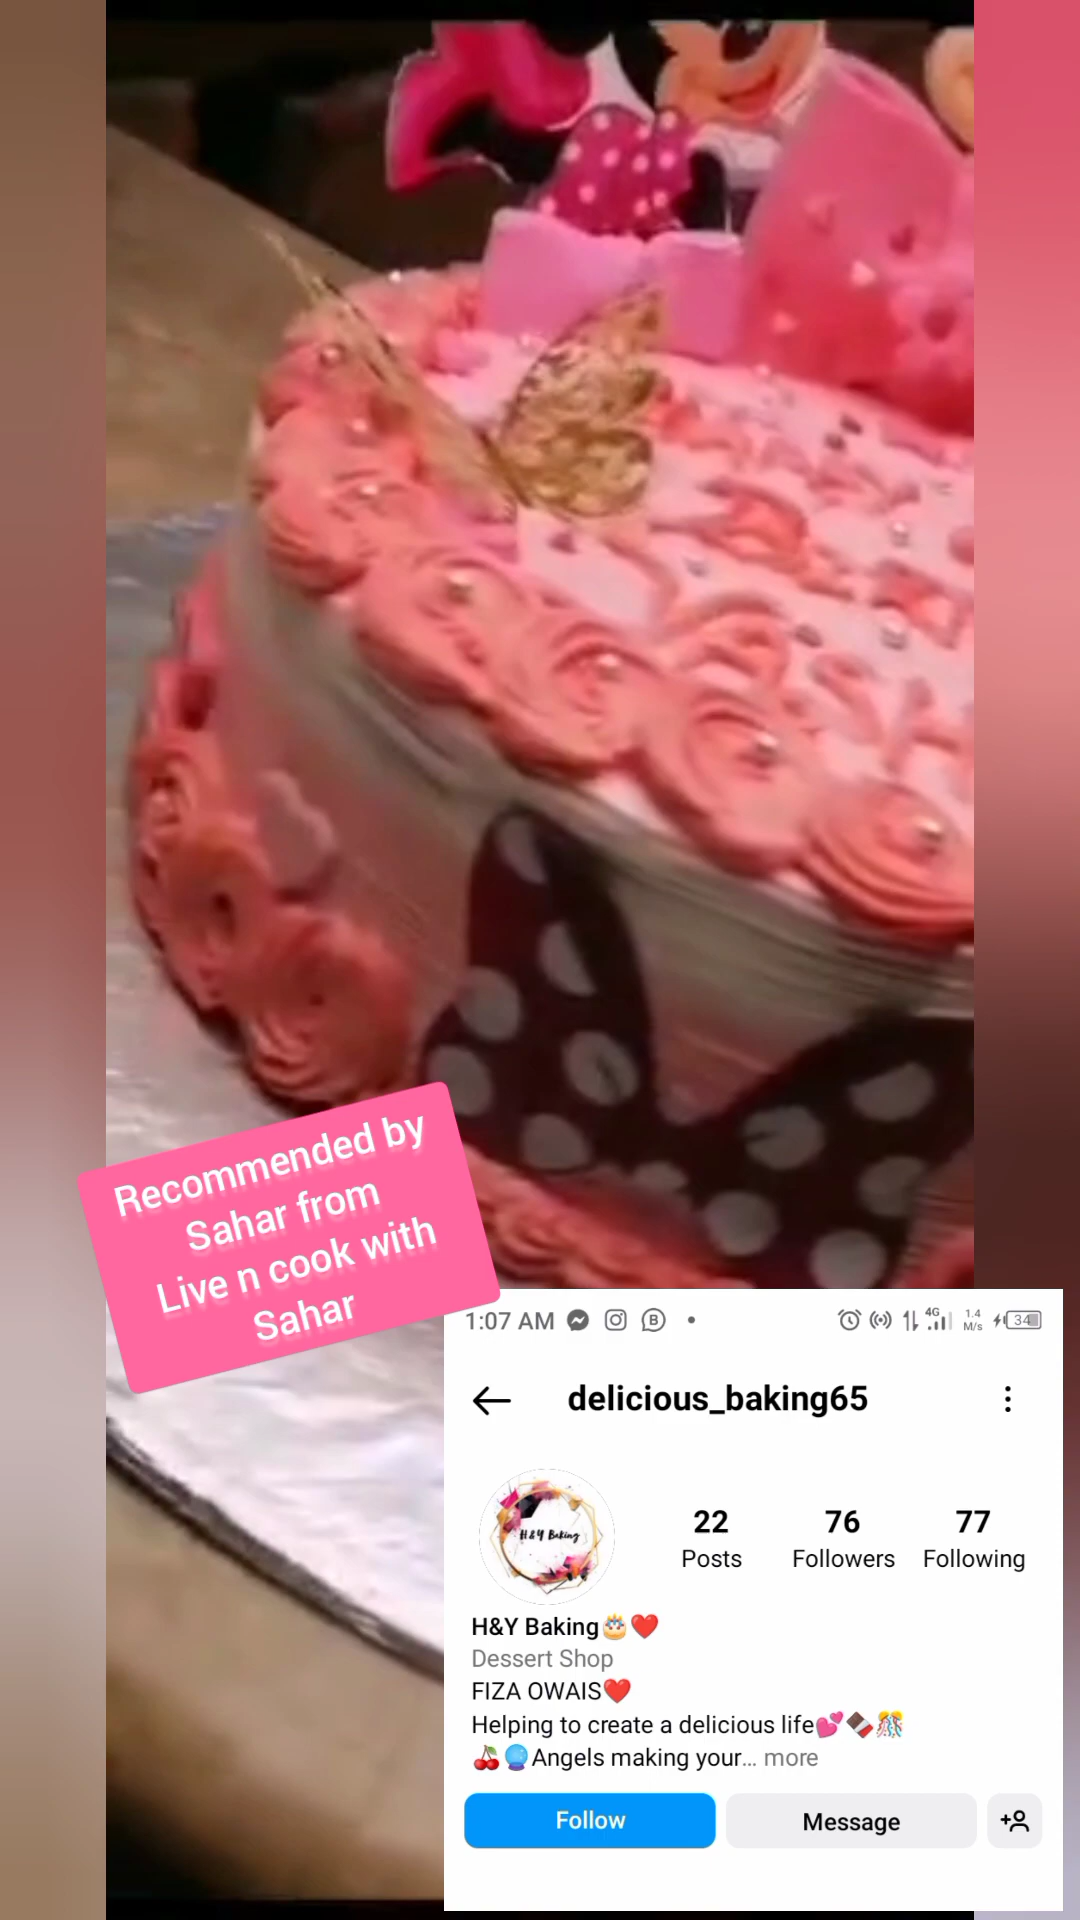 Recommended by
Sahar from
Live n cook with
Sahar
1:07 AM
4G
1.4
M/s
34
delicious_baking65
H&Y Baking
22
76
77
Posts
Followers
Following
H&Y Baking🎂❤️
Dessert Shop
FIZA OWAIS❤️
Helping to create a delicious life💕🍫🎊
🍒🔮Angels making your... more
Follow
Message